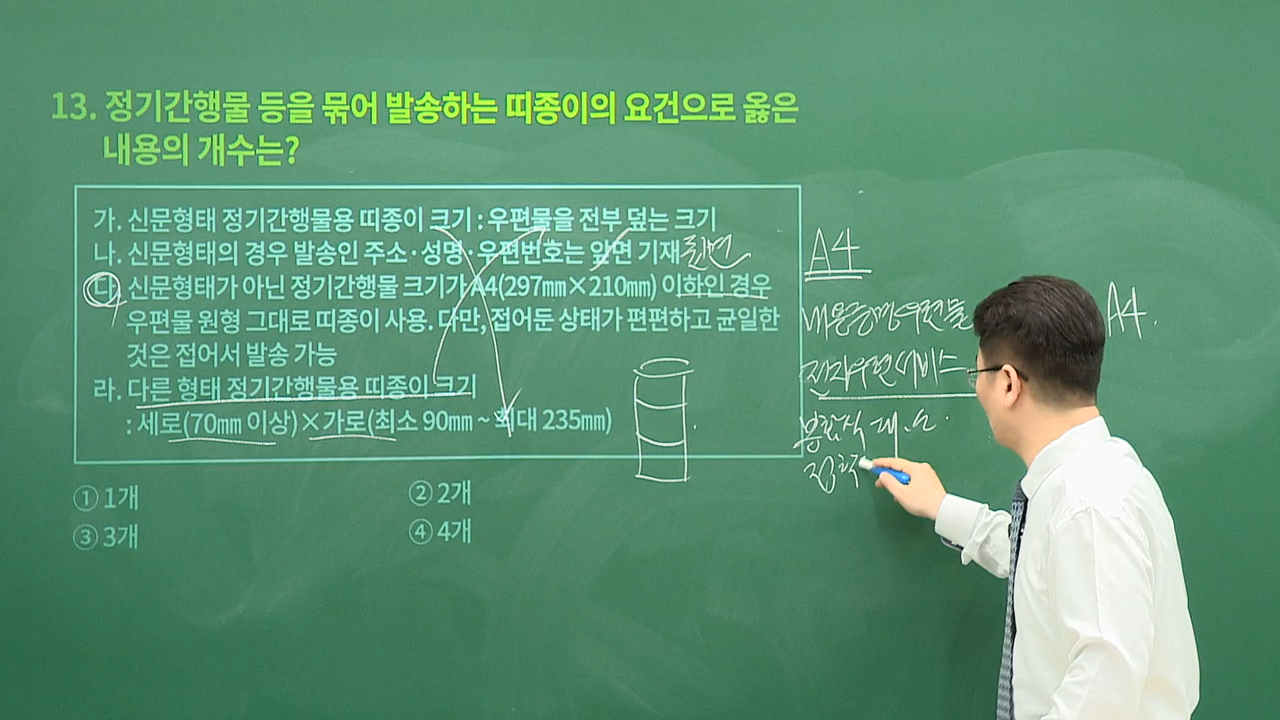 13. 정기간행물 등을 묶어 발송하는 띠종이의 요건으로 옳은
내용의 개수는?
가. 신문형태 정기간행물용 띠종이 크기 : 우편물을 전부 덮는 크기
나. 신문형태의 경우 발송인 주소·성명·우편번호는 앞면 기재 뒷면
다. 신문형태가 아닌 정기간행물 크기가 A4(297㎜×210㎜) 이하인 경우
우편물 원형 그대로 띠종이 사용. 다만, 접어둔 상태가 편편하고 균일한
것은 접어서 발송 가능
라. 다른 형태 정기간행물용 띠종이 크기
: 세로(70㎜ 이상)×가로(최소 90㎜ ~ 최대 235㎜)
① 1개
② 2개
③ 3개
④ 4개
A4
내용증명우편물
전자우편서비스
A4.